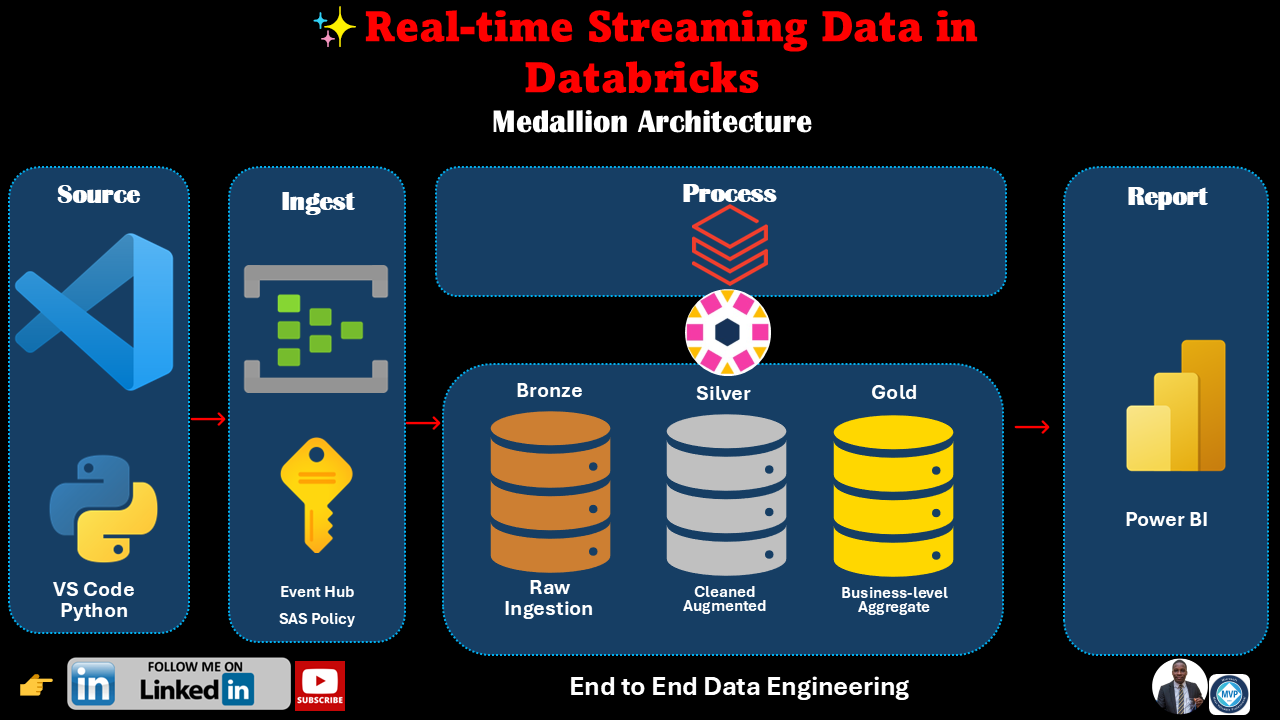 ✨Real-time Streaming Data in
Databricks
Medallion Architecture
Source
Ingest
Process
Report
Bronze
Silver
Gold
Raw
Ingestion
Cleaned
Augmented
Business-level
Aggregate
VS Code
Python
Event Hub
SAS Policy
Power BI
in
FOLLOW ME ON
Linked in
SUBSCRIBE
End to End Data Engineering
MVP